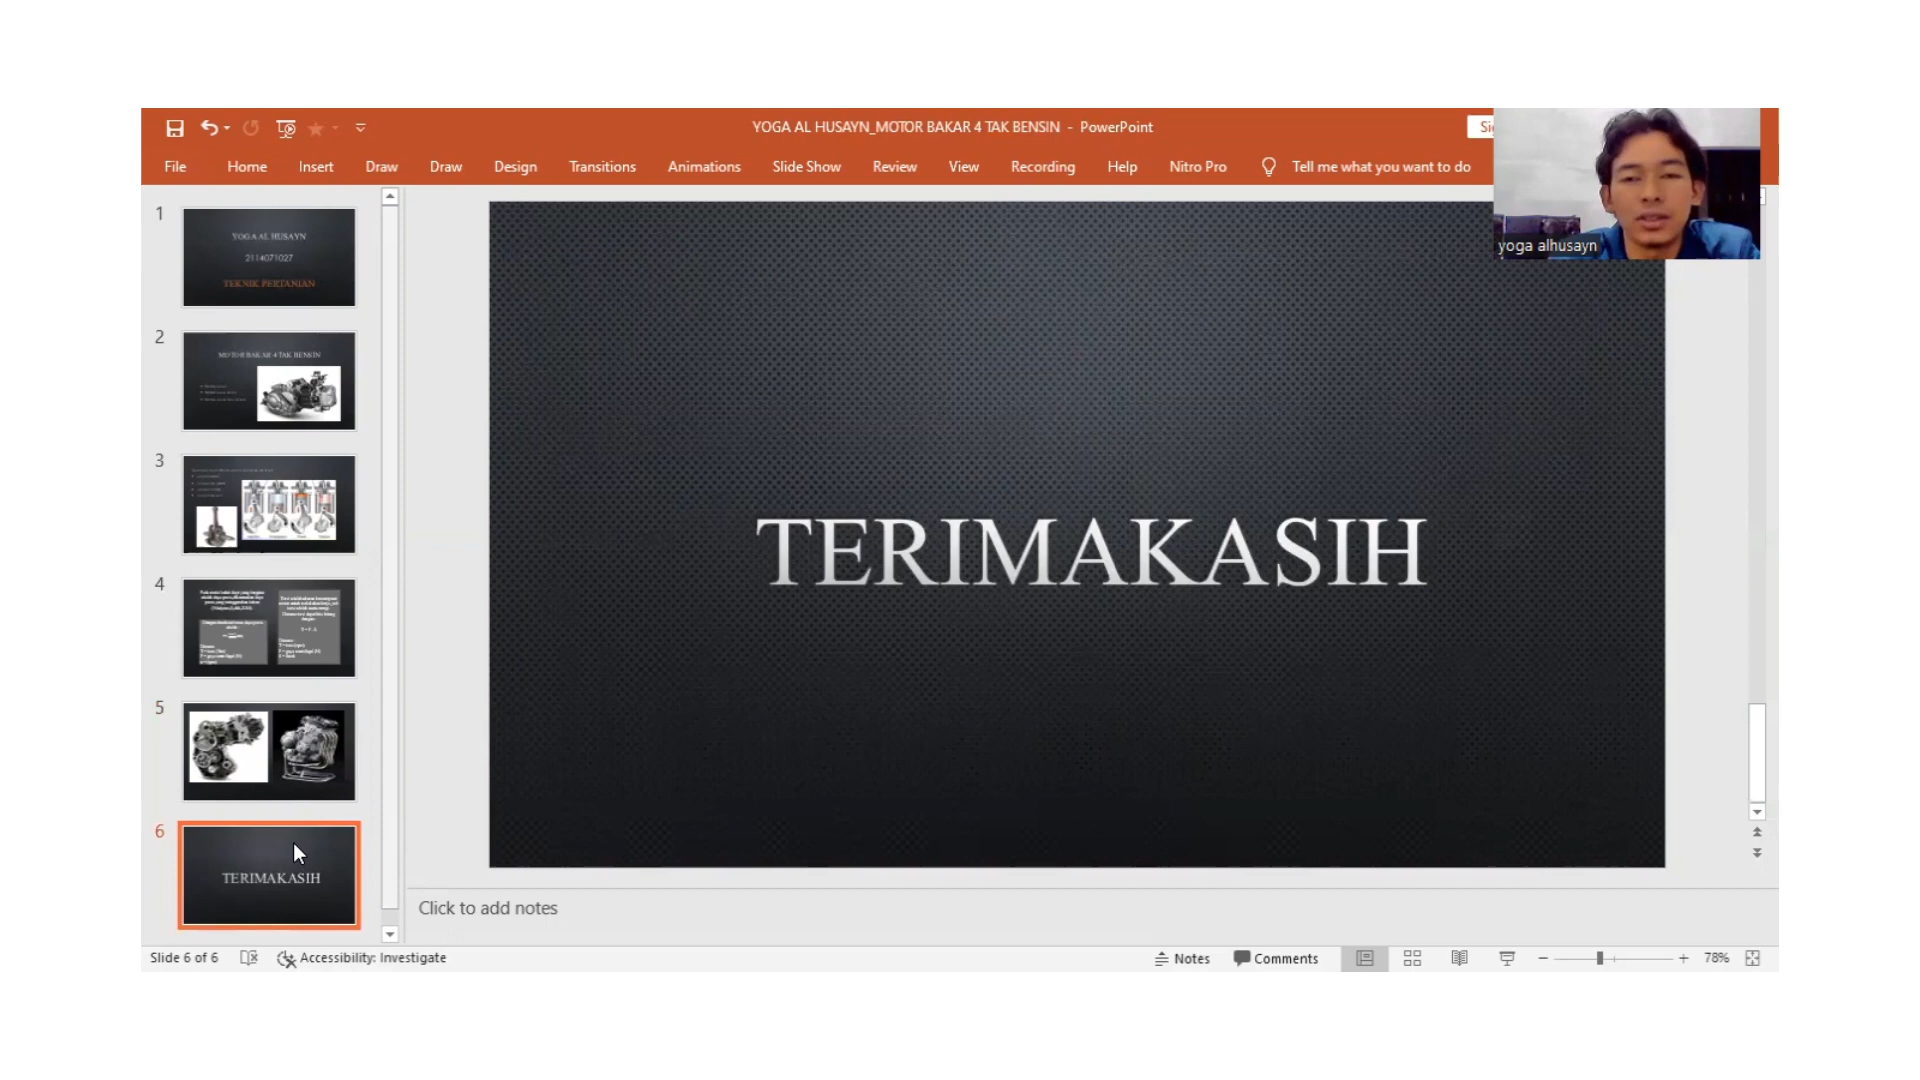 YOGA AL HUSAYN_MOTOR BAKAR 4 TAK BENSIN - PowerPoint
File Home Insert Draw Draw Design Transitions Animations Slide Show Review View Recording Help Nitro Pro Tell me what you want to do
yoga alhusayn
1
YOGA AL HUSAYN
2114071027
TEKNIK PERTANIAN
2
MOTOR BAKAR 4 TAK BENSIN
3
4
5
6
TERIMAKASIH
TERIMAKASIH
Click to add notes
Slide 6 of 6 Accessibility: Investigate Notes Comments 78%